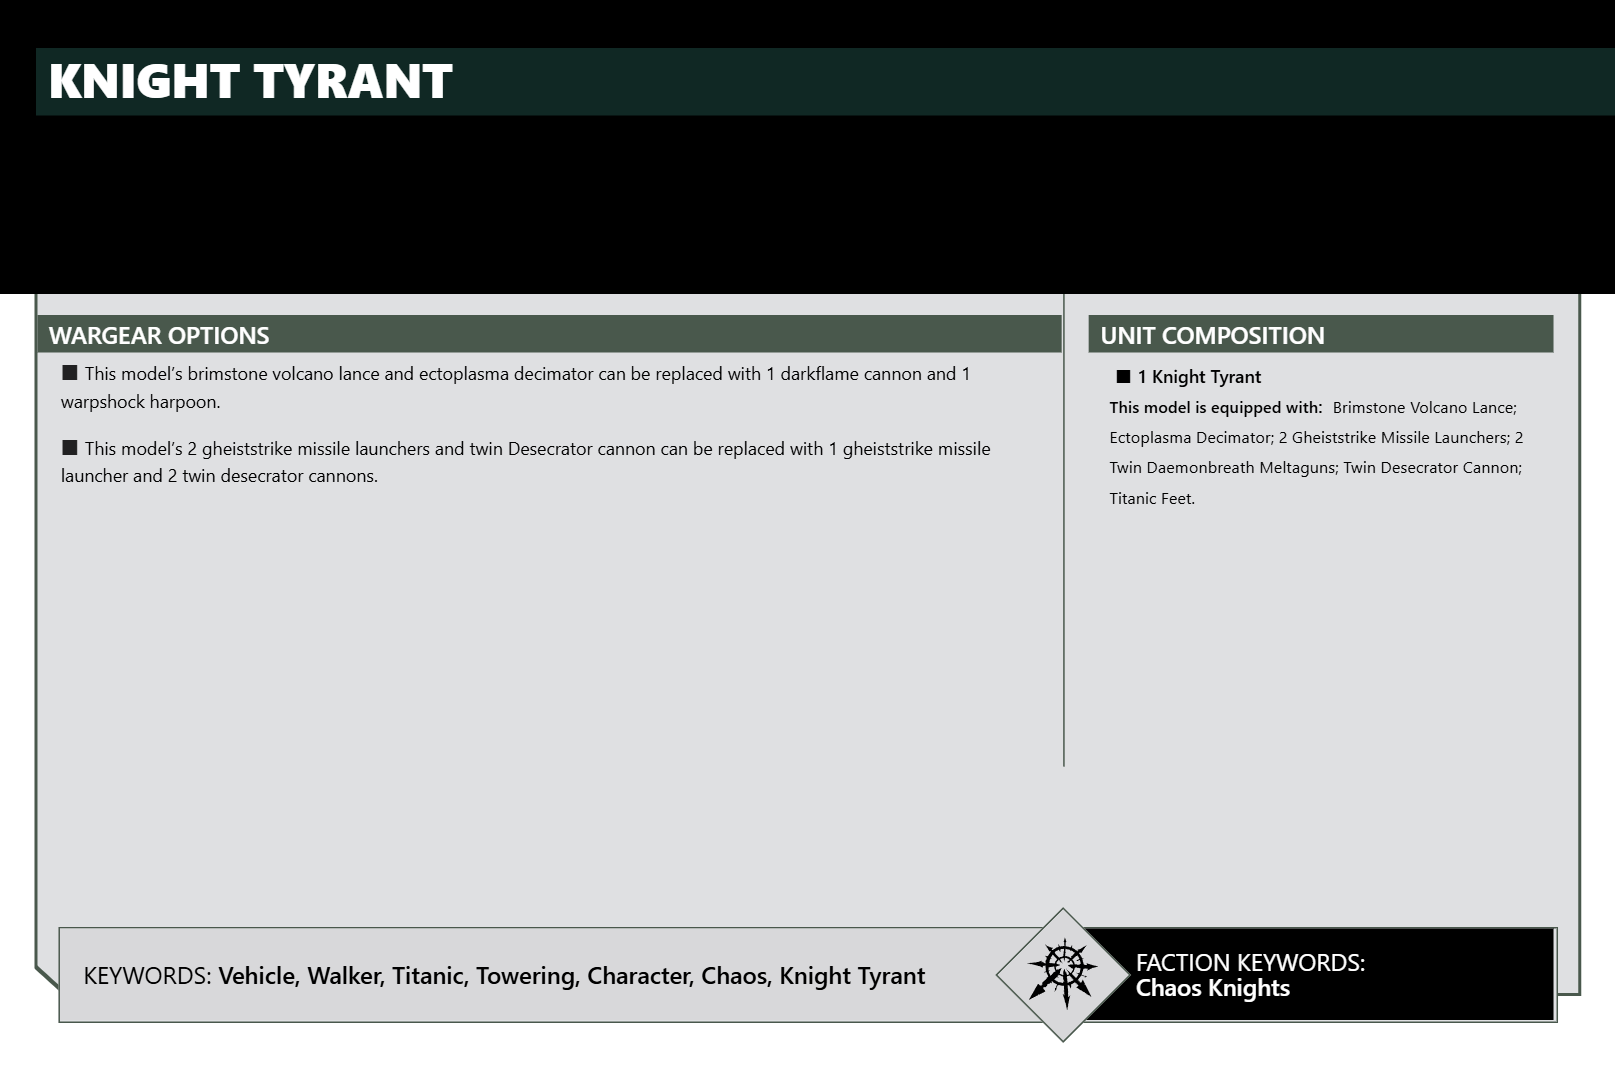 KNIGHT TYRANT
WARGEAR OPTIONS
■ This model’s brimstone volcano lance and ectoplasma decimator can be replaced with 1 darkflame cannon and 1
warpshock harpoon.
■ This model’s 2 gheiststrike missile launchers and twin Desecrator cannon can be replaced with 1 gheiststrike missile
launcher and 2 twin desecrator cannons.
UNIT COMPOSITION
■ 1 Knight Tyrant
This model is equipped with: Brimstone Volcano Lance;
Ectoplasma Decimator; 2 Gheiststrike Missile Launchers; 2
Twin Daemonbreath Meltaguns; Twin Desecrator Cannon;
Titanic Feet.
KEYWORDS: Vehicle, Walker, Titanic, Towering, Character, Chaos, Knight Tyrant
FACTION KEYWORDS:
Chaos Knights